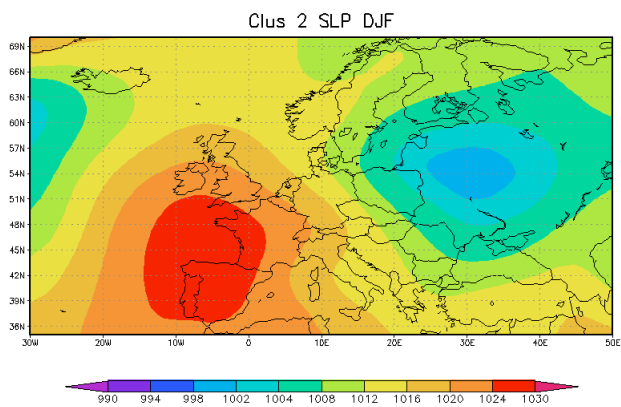 Clus 2 SLP DJF
69N
66N
63N
60N
57N
54N
51N
48N
45N
42N
39N
36N
30W 20W 10W 0 10E 20E 30E 40E 50E
990 994 998 1002 1004 1008 1012 1016 1020 1024 1030